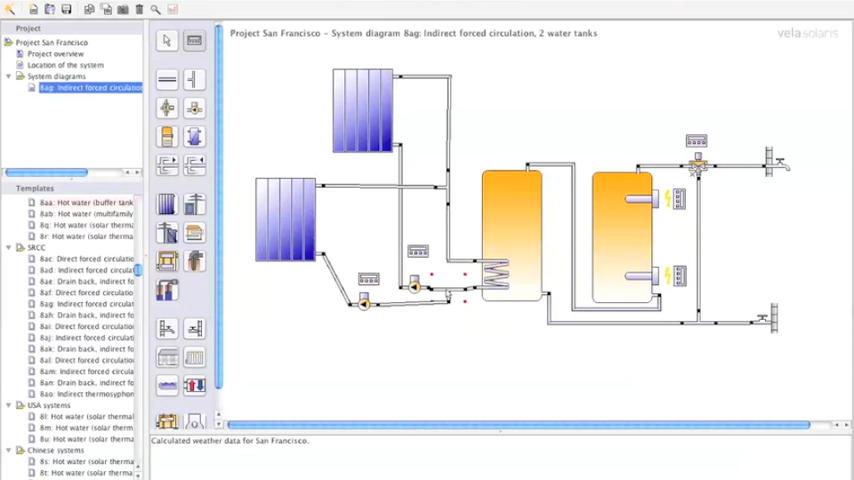 Project
Project San Francisco
Project overview
Location of the system
System diagrams
8ag: Indirect forced circulation
Templates
8aa: Hot water (buffer tank
8ab: Hot water (multifamily
8q: Hot water (solar therma
8r: Hot water (solar therma
SRCC
8ac: Direct forced circulatio
8ad: Indirect forced circula
8ae: Drain back, indirect fo
8af: Direct forced circulatio
8ag: Indirect forced circula
8ah: Drain back, indirect fo
8ai: Direct forced circulatio
8aj: Indirect forced circulat
8ak: Drain back, indirect fo
8al: Direct forced circulatio
8am: Indirect forced circula
8an: Drain back, indirect fo
8ao: Indirect thermosyphon
USA systems
8l: Hot water (solar therma
8m: Hot water (solar therma
8u: Hot water (solar therma
Chinese systems
8s: Hot water (solar therma
8t: Hot water (solar therma
Project San Francisco - System diagram 8ag: Indirect forced circulation, 2 water tanks
velasolaris
Calculated weather data for San Francisco.